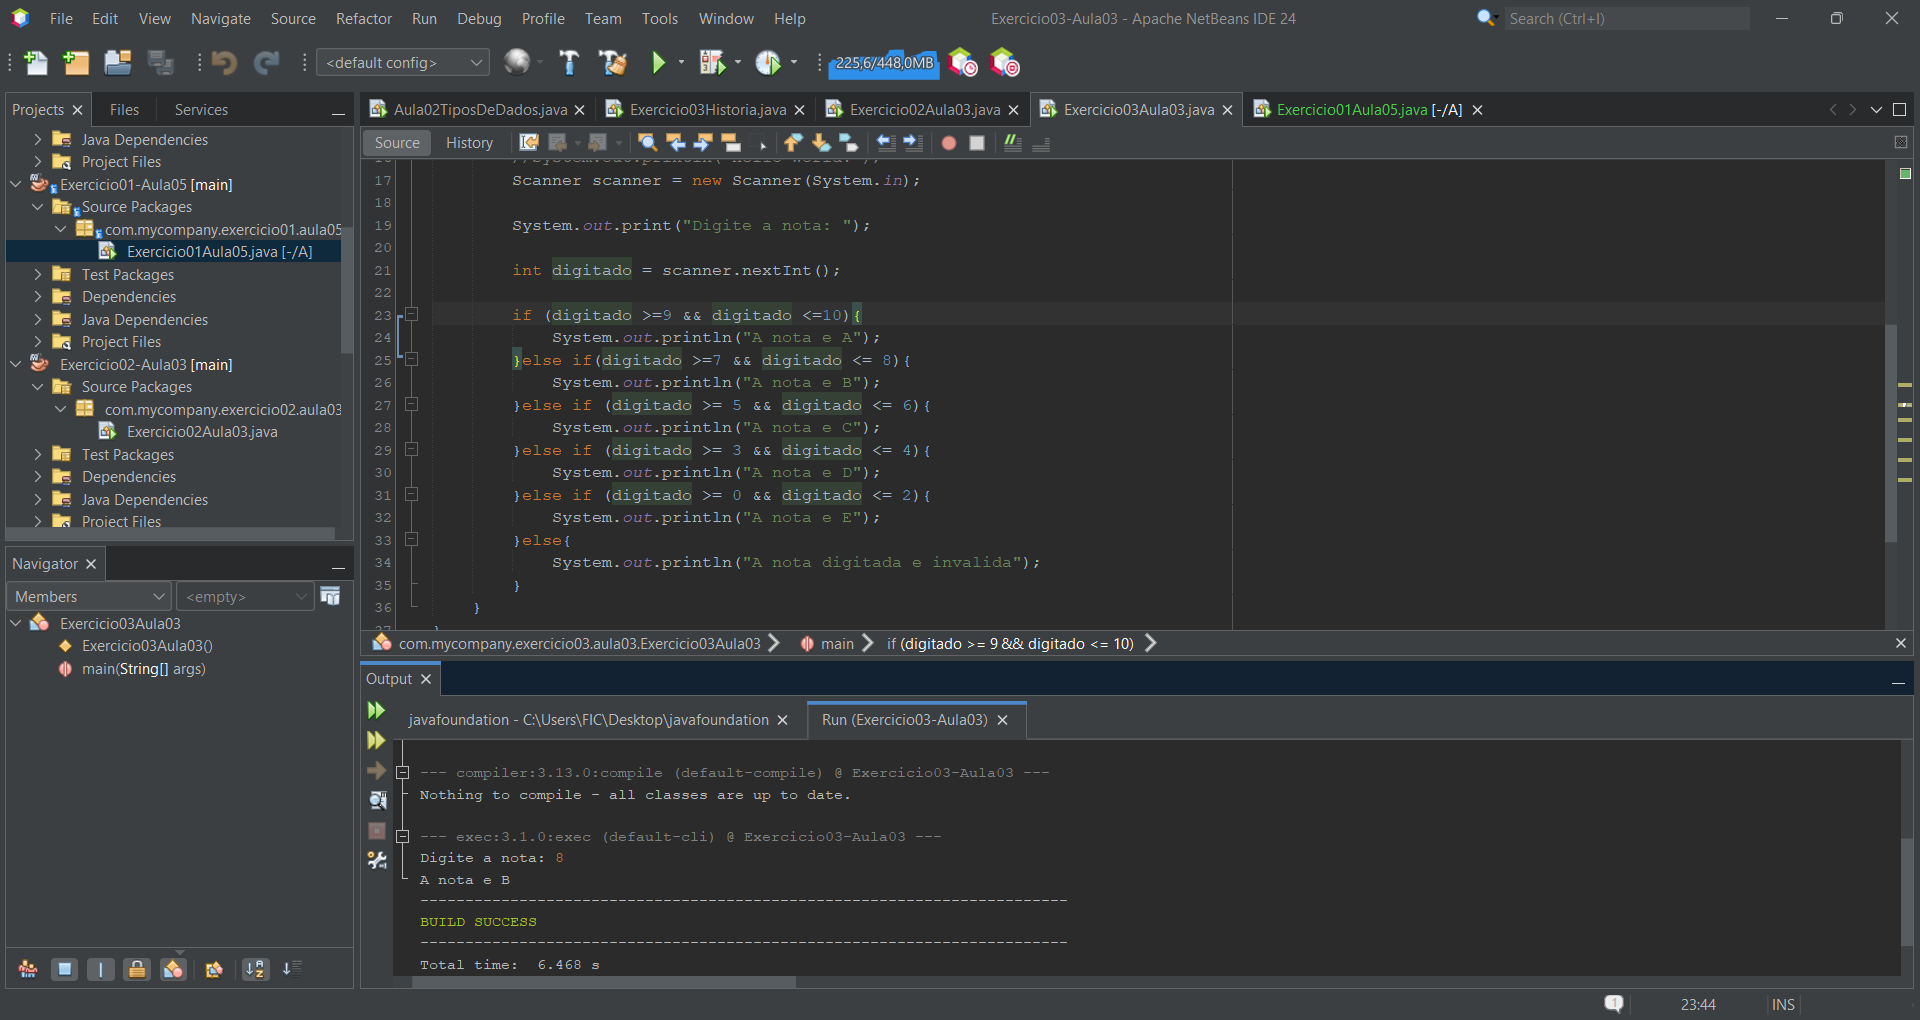 File Edit View Navigate Source Refactor Run Debug Profile Team Tools Window Help
Exercicio03-Aula03 - Apache NetBeans IDE 24
Search (Ctrl+I)
<default config>
225,6/448,0MB
Projects Files Services
Java Dependencies
Project Files
Exercicio01-Aula05 [main]
Source Packages
com.mycompany.exercicio01.aula05
Exercicio01Aula05.java [-/A]
Test Packages
Dependencies
Java Dependencies
Project Files
Exercicio02-Aula03 [main]
Source Packages
com.mycompany.exercicio02.aula03
Exercicio02Aula03.java
Test Packages
Dependencies
Java Dependencies
Project Files
Navigator
Members
<empty>
Exercicio03Aula03
Exercicio03Aula03()
main(String[] args)
Aula02TiposDeDados.java Exercicio03Historia.java Exercicio02Aula03.java Exercicio03Aula03.java Exercicio01Aula05.java [-/A]
Source History
17 Scanner scanner = new Scanner(System.in);
18
19 System.out.print("Digite a nota: ");
20
21 int digitado = scanner.nextInt();
22
23 if (digitado >=9 && digitado <=10){
24 System.out.println("A nota e A");
25 }else if(digitado >=7 && digitado <= 8){
26 System.out.println("A nota e B");
27 }else if (digitado >= 5 && digitado <= 6){
28 System.out.println("A nota e C");
29 }else if (digitado >= 3 && digitado <= 4){
30 System.out.println("A nota e D");
31 }else if (digitado >= 0 && digitado <= 2){
32 System.out.println("A nota e E");
33 }else{
34 System.out.println("A nota digitada e invalida");
35 }
36 }
com.mycompany.exercicio03.aula03.Exercicio03Aula03 main if (digitado >= 9 && digitado <= 10)
Output
javafoundation - C:\Users\FIC\Desktop\javafoundation Run (Exercicio03-Aula03)
--- compiler:3.13.0:compile (default-compile) @ Exercicio03-Aula03 ---
Nothing to compile - all classes are up to date.
--- exec:3.1.0:exec (default-cli) @ Exercicio03-Aula03 ---
Digite a nota: 8
A nota e B
------------------------------------------------------------------------
BUILD SUCCESS
------------------------------------------------------------------------
Total time: 6.468 s
1
23:44
INS